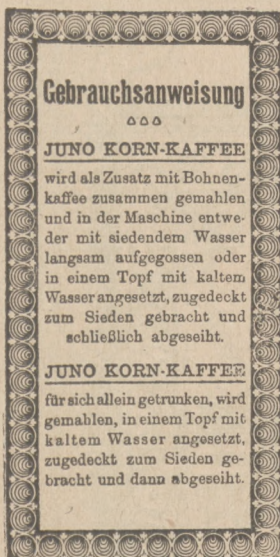 Gebrauchsanweisung
JUNO KORN-KAFFEE
wird als Zusatz mit Bohnen-
kaffee zusammen gemahlen
und in der Maschine entwe-
der mit siedendem Wasser
langsam aufgegossen oder
in einem Topf mit kaltem
Wasser angesetzt, zugedeckt
zum Sieden gebracht und
schließlich abgeseiht.
JUNO KORN-KAFFEE
für sich allein getrunken, wird
gemahlen, in einem Topf mit
kaltem Wasser angesetzt,
zugedeckt zum Sieden ge-
bracht und dann abgeseiht.